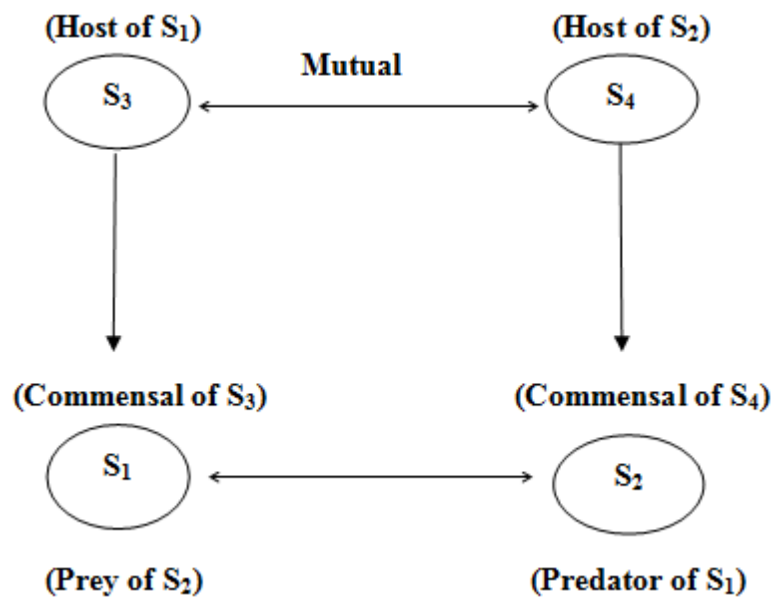 (Host of S₁) (Host of S₂)
Mutual
S₃ S₄
(Commensal of S₃) (Commensal of S₄)
S₁ S₂
(Prey of S₂) (Predator of S₁)